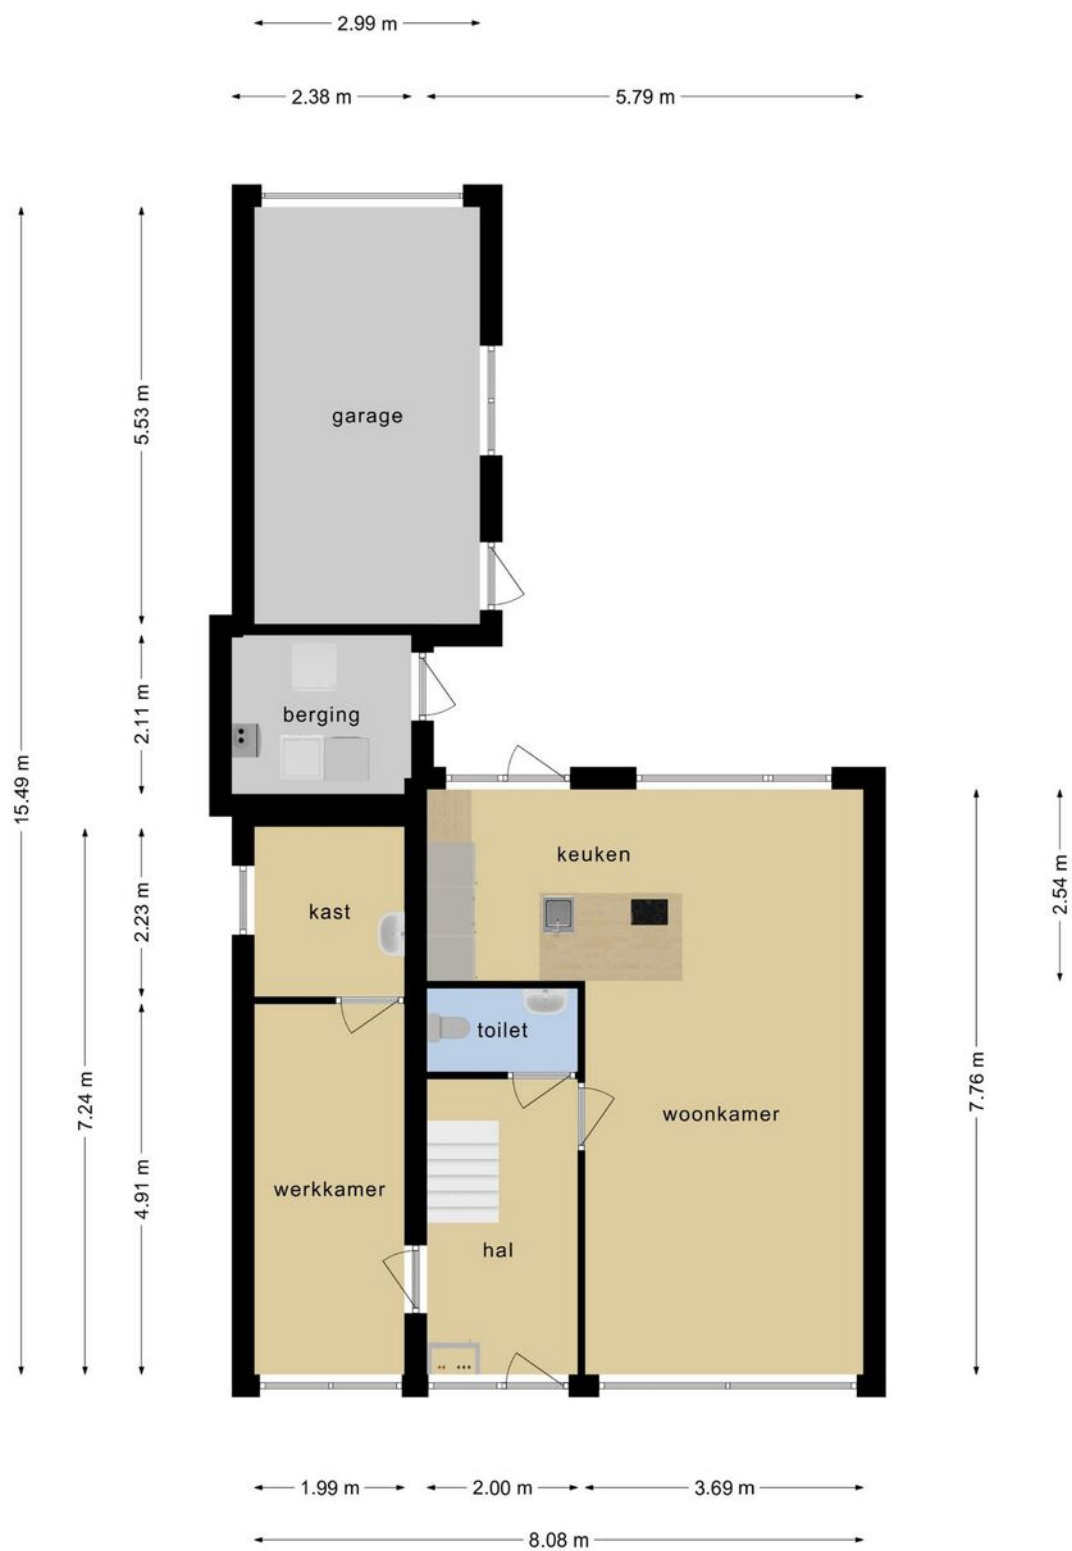 2.99 m
2.38 m
5.79 m
garage
5.53 m
berging
2.11 m
15.49 m
keuken
2.54 m
kast
2.23 m
toilet
7.24 m
7.76 m
woonkamer
werkkamer
4.91 m
hal
1.99 m
2.00 m
3.69 m
8.08 m